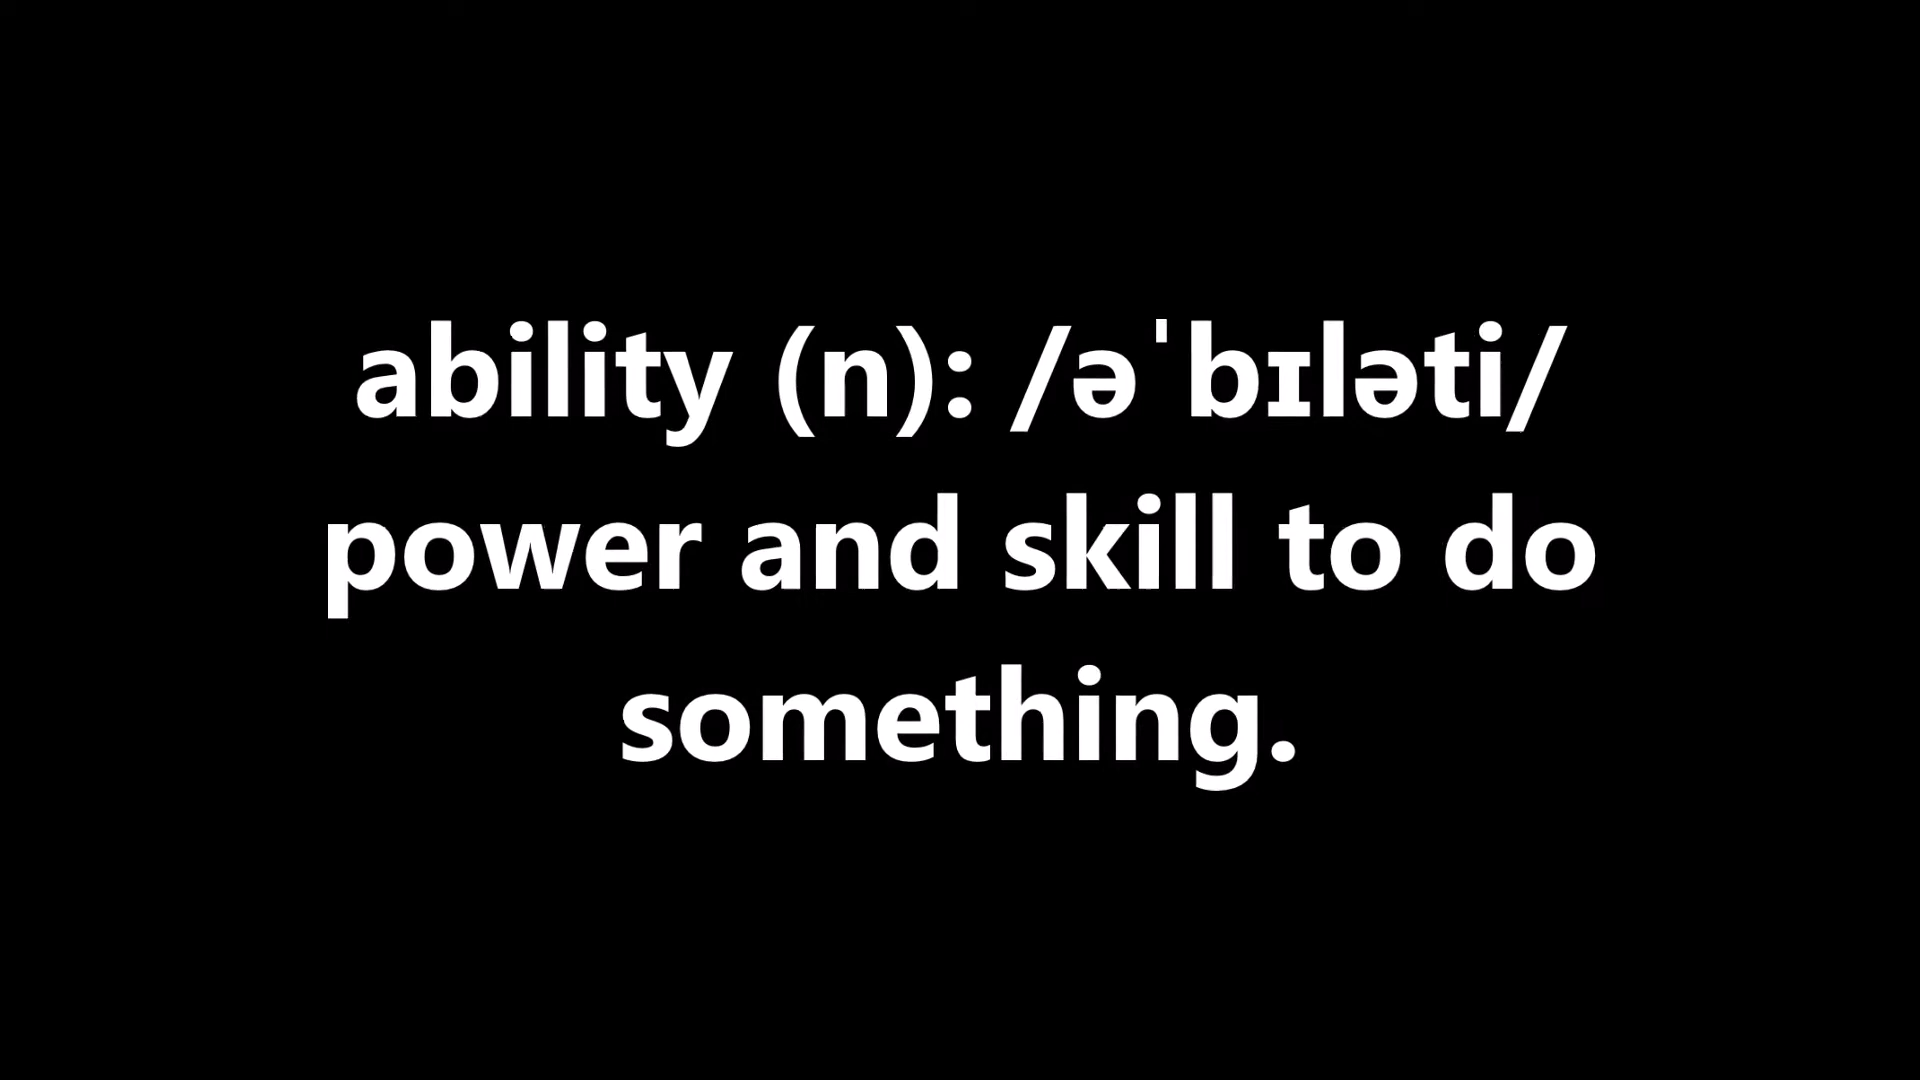 ability (n): /əˈbɪləti/
power and skill to do
something.